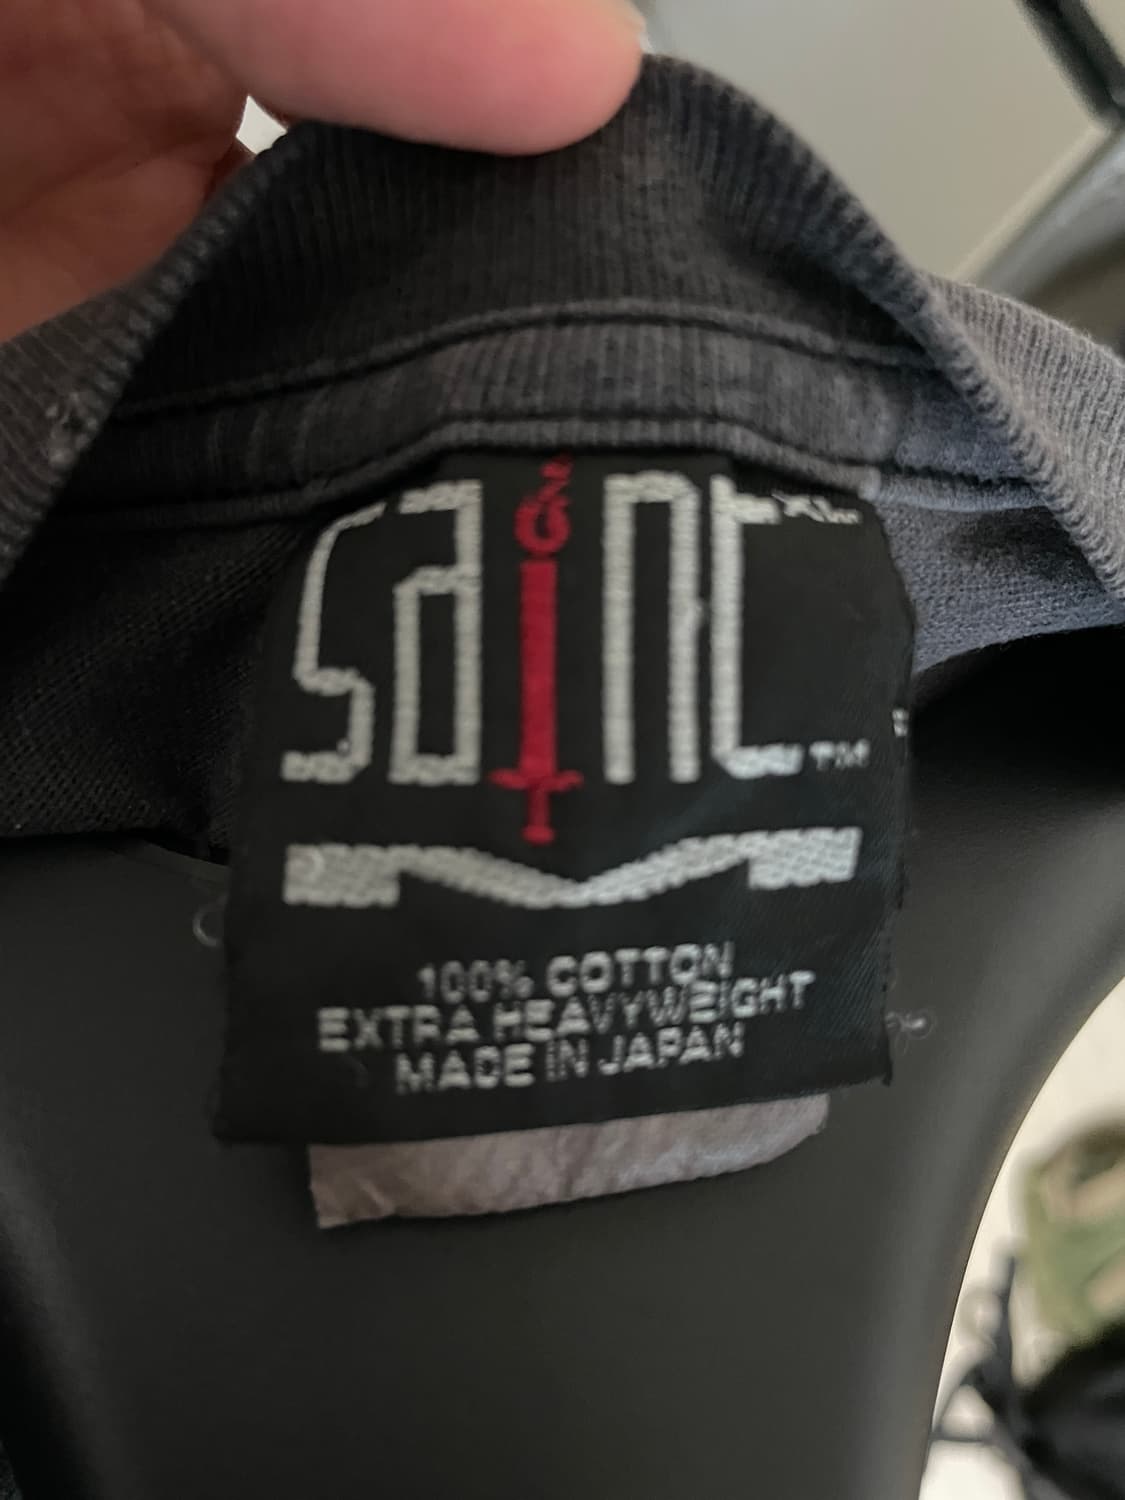 saint XL
TM
100% COTTON
EXTRA HEAVYWEIGHT
MADE IN JAPAN